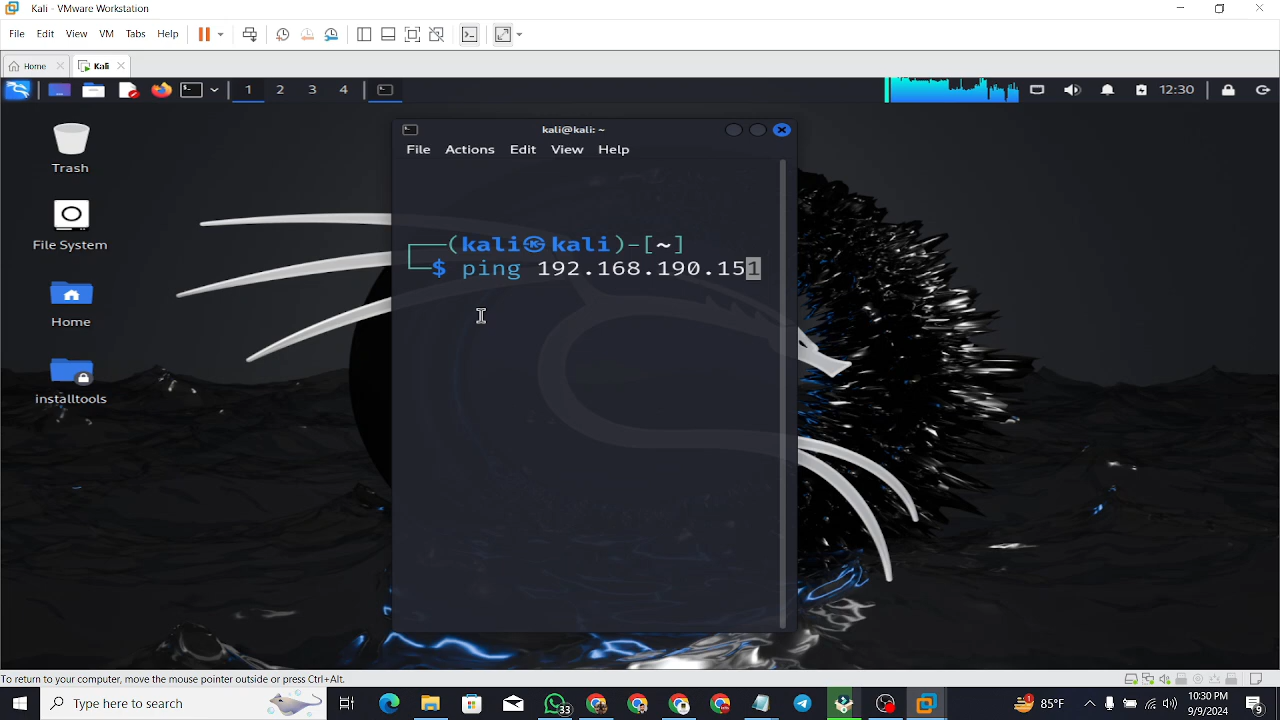 Kali - VMware Workstation
File Edit View VM Tabs Help
Home Kali
1 2 3 4 12:30
kali@kali: ~
File Actions Edit View Help
Trash
File System
Home
installtools
┌──(kali㉿kali)-[~]
└─$ ping 192.168.190.151
To return to your computer, move the mouse pointer outside or press Ctrl+Alt.
Type here to search
33
1
85°F
10:30 PM
9/9/2024
8